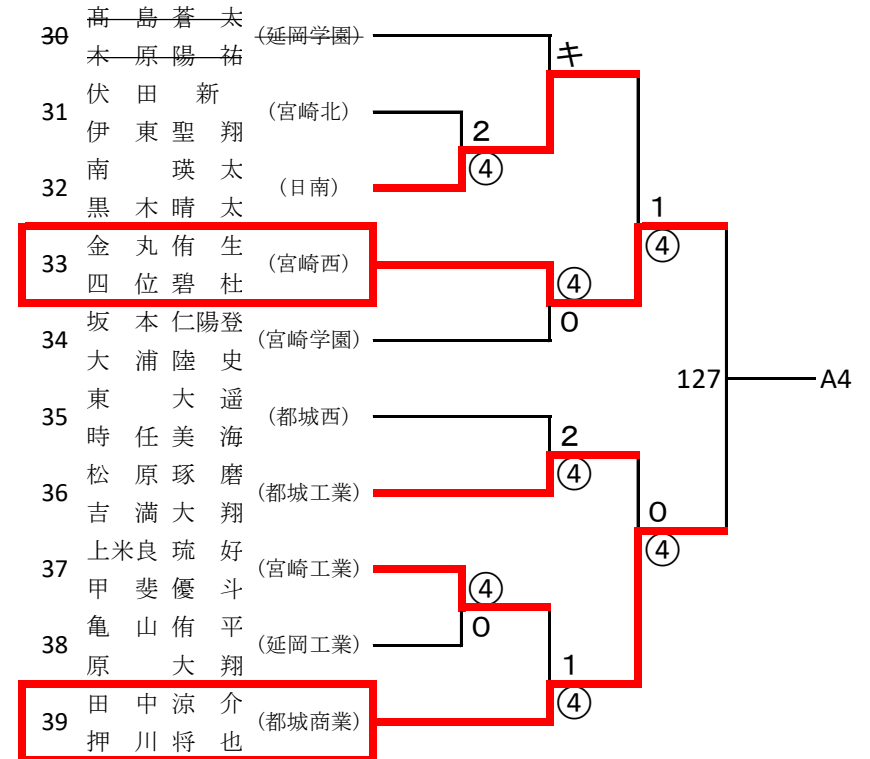 髙島蒼太
30 (延岡学園)
木原陽祐
キ
伏田新
31 (宮崎北)
伊東聖翔
2
④
南瑛太
32 (日南)
黒木晴太
1
④
金丸侑生
33 (宮崎西)
四位碧杜
④
0
坂本仁陽登
34 (宮崎学園)
大浦陸史
127 A4
東大遥
35 (都城西)
時任美海
2
④
松原琢磨
36 (都城工業)
吉満大翔
0
④
上米良琉好
37 (宮崎工業)
甲斐優斗
④
0
亀山侑平
38 (延岡工業)
原大翔
1
④
田中涼介
39 (都城商業)
押川将也